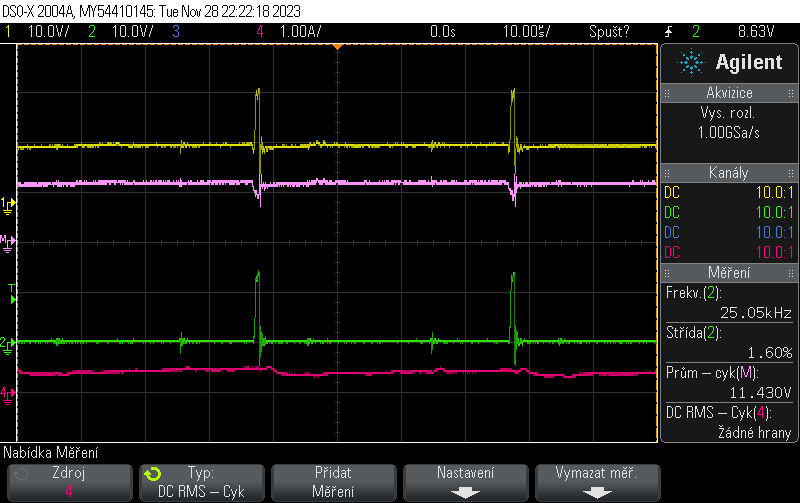 DSO-X 2004A, MY54410145: Tue Nov 28 22:22:18 2023
1 10.0V/ 2 10.0V/ 3 4 1.00A/ 0.0s 10.00µs/ Spušt? 2 8.63V
Agilent
Akvizice
Vys. rozl.
1.00GSa/s
Kanály
DC 10.0:1
DC 10.0:1
DC 10.0:1
DC 10.0:1
Měření
Frekv.(2):
25.05kHz
Střída(2):
1.60%
Prům – cyk(M):
11.430V
DC RMS – Cyk(4):
Žádné hrany
1
M
T
2
4
Nabídka Měření
Zdroj
4
Typ:
DC RMS – Cyk
Přidat
Měření
Nastavení
Vymazat měř.